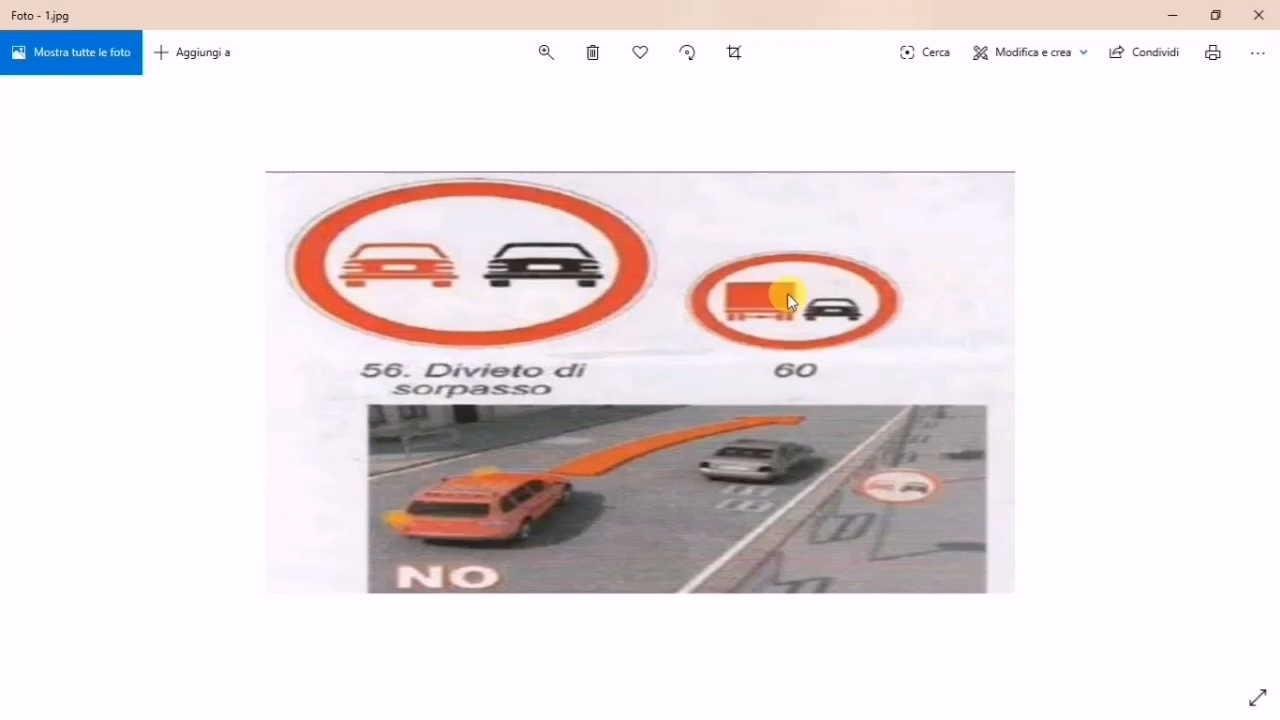 Foto - 1.jpg
Mostra tutte le foto
Aggiungi a
Cerca
Modifica e crea
Condividi
56. Divieto di
sorpasso
60
NO